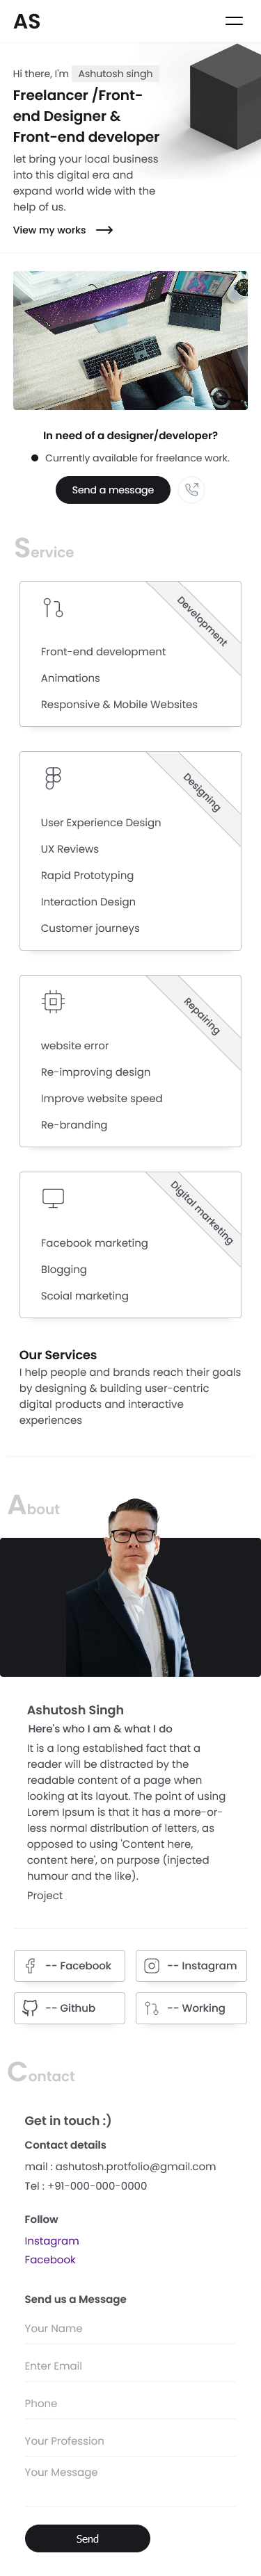 AS
Hi there, I'm Ashutosh singh
Freelancer /Front-
end Designer &
Front-end developer
let bring your local business
into this digital era and
expand world wide with the
help of us.
View my works
In need of a designer/developer?
Currently available for freelance work.
Send a message
Service
Development
Front-end development
Animations
Responsive & Mobile Websites
Designing
User Experience Design
UX Reviews
Rapid Prototyping
Interaction Design
Customer journeys
Repairing
website error
Re-improving design
Improve website speed
Re-branding
Digital marketing
Facebook marketing
Blogging
Scoial marketing
Our Services
I help people and brands reach their goals
by designing & building user-centric
digital products and interactive
experiences
About
Ashutosh Singh
Here's who I am & what I do
It is a long established fact that a
reader will be distracted by the
readable content of a page when
looking at its layout. The point of using
Lorem Ipsum is that it has a more-or-
less normal distribution of letters, as
opposed to using 'Content here,
content here', on purpose (injected
humour and the like).
Project
-- Facebook
-- Instagram
-- Github
-- Working
Contact
Get in touch :)
Contact details
mail : ashutosh.protfolio@gmail.com
Tel : +91-000-000-0000
Follow
Instagram
Facebook
Send us a Message
Your Name
Enter Email
Phone
Your Profession
Your Message
Send